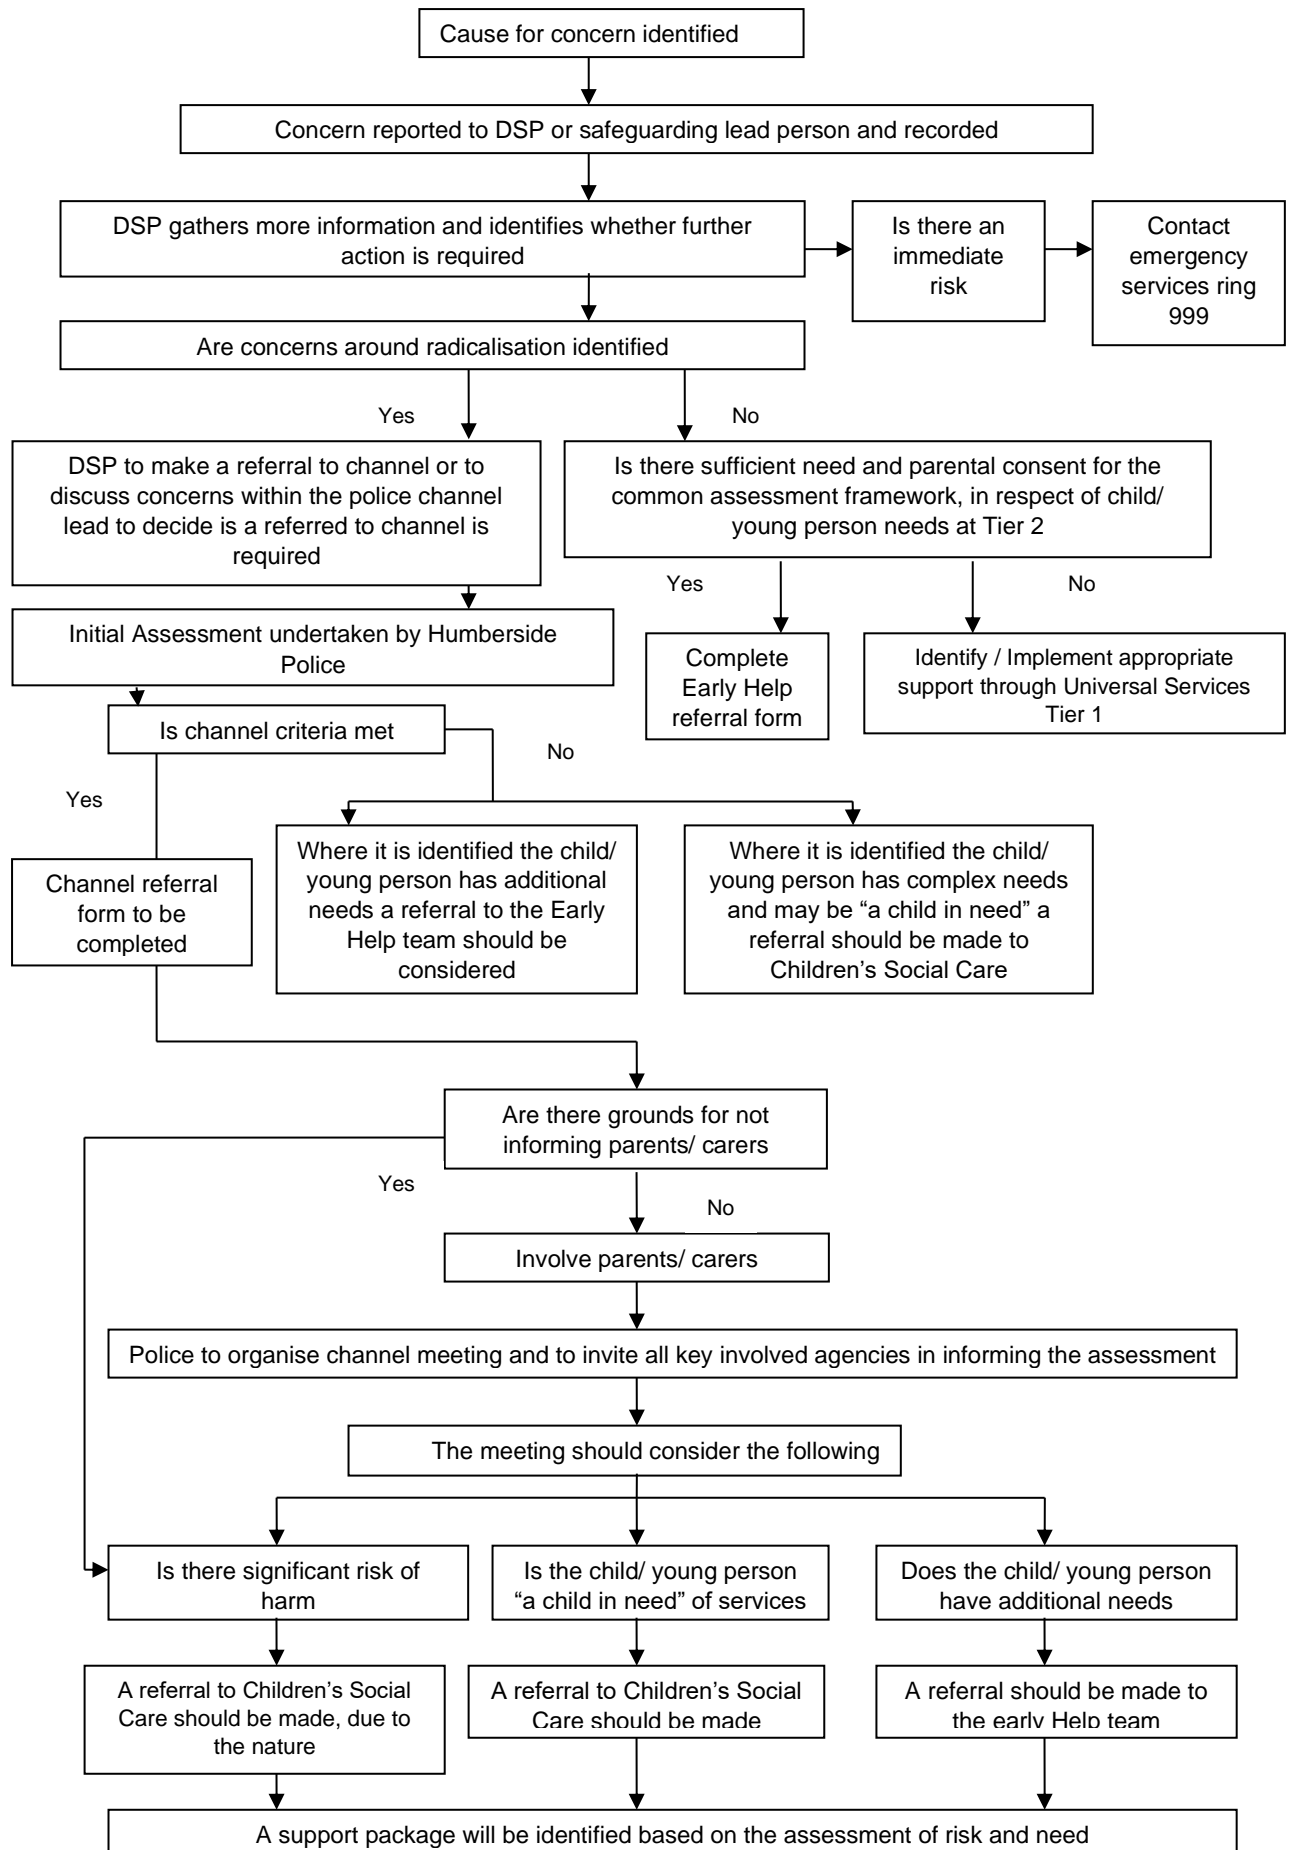 Cause for concern identified
Concern reported to DSP or safeguarding lead person and recorded
DSP gathers more information and identifies whether further
action is required
Is there an
immediate
risk
Contact
emergency
services ring
999
Are concerns around radicalisation identified
Yes
No
DSP to make a referral to channel or to
discuss concerns within the police channel
lead to decide is a referred to channel is
required
Is there sufficient need and parental consent for the
common assessment framework, in respect of child/
young person needs at Tier 2
Yes
No
Initial Assessment undertaken by Humberside
Police
Complete
Early Help
referral form
Identify / Implement appropriate
support through Universal Services
Tier 1
Is channel criteria met
No
Yes
Channel referral
form to be
completed
Where it is identified the child/
young person has additional
needs a referral to the Early
Help team should be
considered
Where it is identified the child/
young person has complex needs
and may be “a child in need” a
referral should be made to
Children’s Social Care
Are there grounds for not
informing parents/ carers
Yes
No
Involve parents/ carers
Police to organise channel meeting and to invite all key involved agencies in informing the assessment
The meeting should consider the following
Is there significant risk of
harm
Is the child/ young person
“a child in need” of services
Does the child/ young person
have additional needs
A referral to Children’s Social
Care should be made, due to
the nature
A referral to Children’s Social
Care should be made
A referral should be made to
the early Help team
A support package will be identified based on the assessment of risk and need